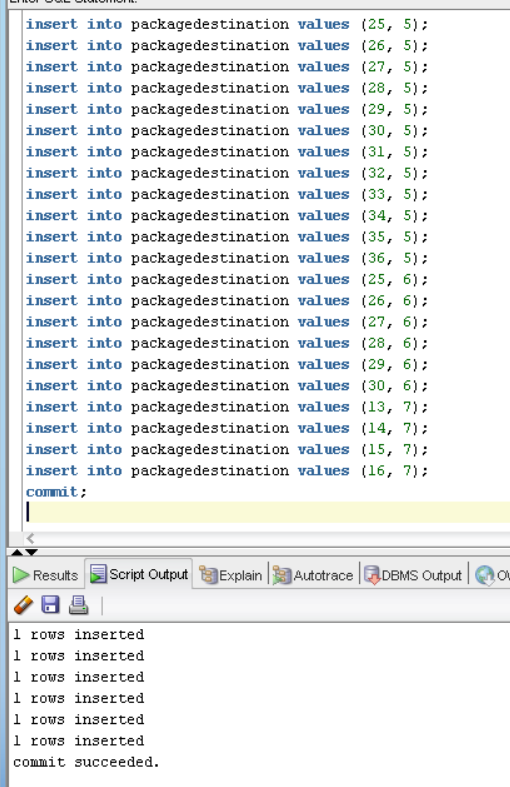 insert into packagedestination values (25, 5);
insert into packagedestination values (26, 5);
insert into packagedestination values (27, 5);
insert into packagedestination values (28, 5);
insert into packagedestination values (29, 5);
insert into packagedestination values (30, 5);
insert into packagedestination values (31, 5);
insert into packagedestination values (32, 5);
insert into packagedestination values (33, 5);
insert into packagedestination values (34, 5);
insert into packagedestination values (35, 5);
insert into packagedestination values (36, 5);
insert into packagedestination values (25, 6);
insert into packagedestination values (26, 6);
insert into packagedestination values (27, 6);
insert into packagedestination values (28, 6);
insert into packagedestination values (29, 6);
insert into packagedestination values (30, 6);
insert into packagedestination values (13, 7);
insert into packagedestination values (14, 7);
insert into packagedestination values (15, 7);
insert into packagedestination values (16, 7);
commit;
Results Script Output Explain Autotrace DBMS Output
1 rows inserted
1 rows inserted
1 rows inserted
1 rows inserted
1 rows inserted
1 rows inserted
commit succeeded.